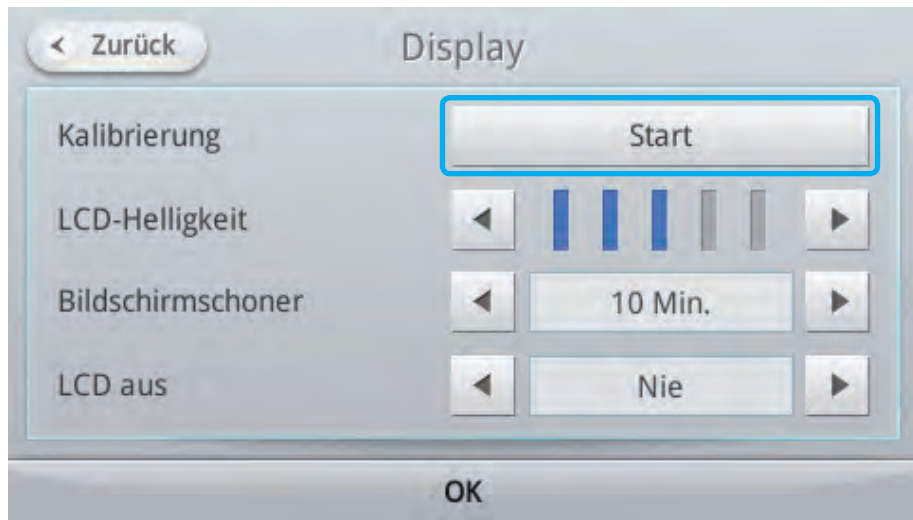 Zurück
Display
Kalibrierung
Start
LCD-Helligkeit
Bildschirmschoner
10 Min.
LCD aus
Nie
OK